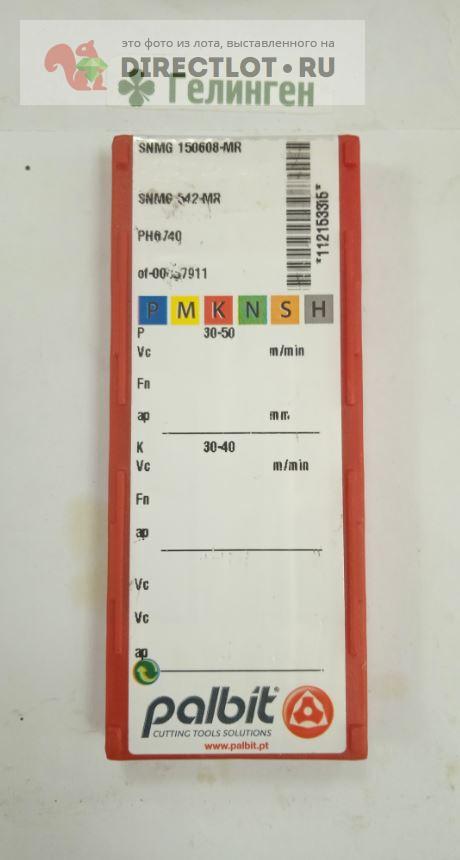 это фото из лота, выставленного на
DIRECTLOT.RU
Гелинген
SNMG 150608-MR
SNMG 542-MR
PH6740
*112153315*
P M K N S H
P 30-50
Vc m/min
Fn
ap mm
K 30-40
Vc m/min
Fn
ap
Vc
Vc
ap
palbit
CUTTING TOOLS SOLUTIONS
www.palbit.pt